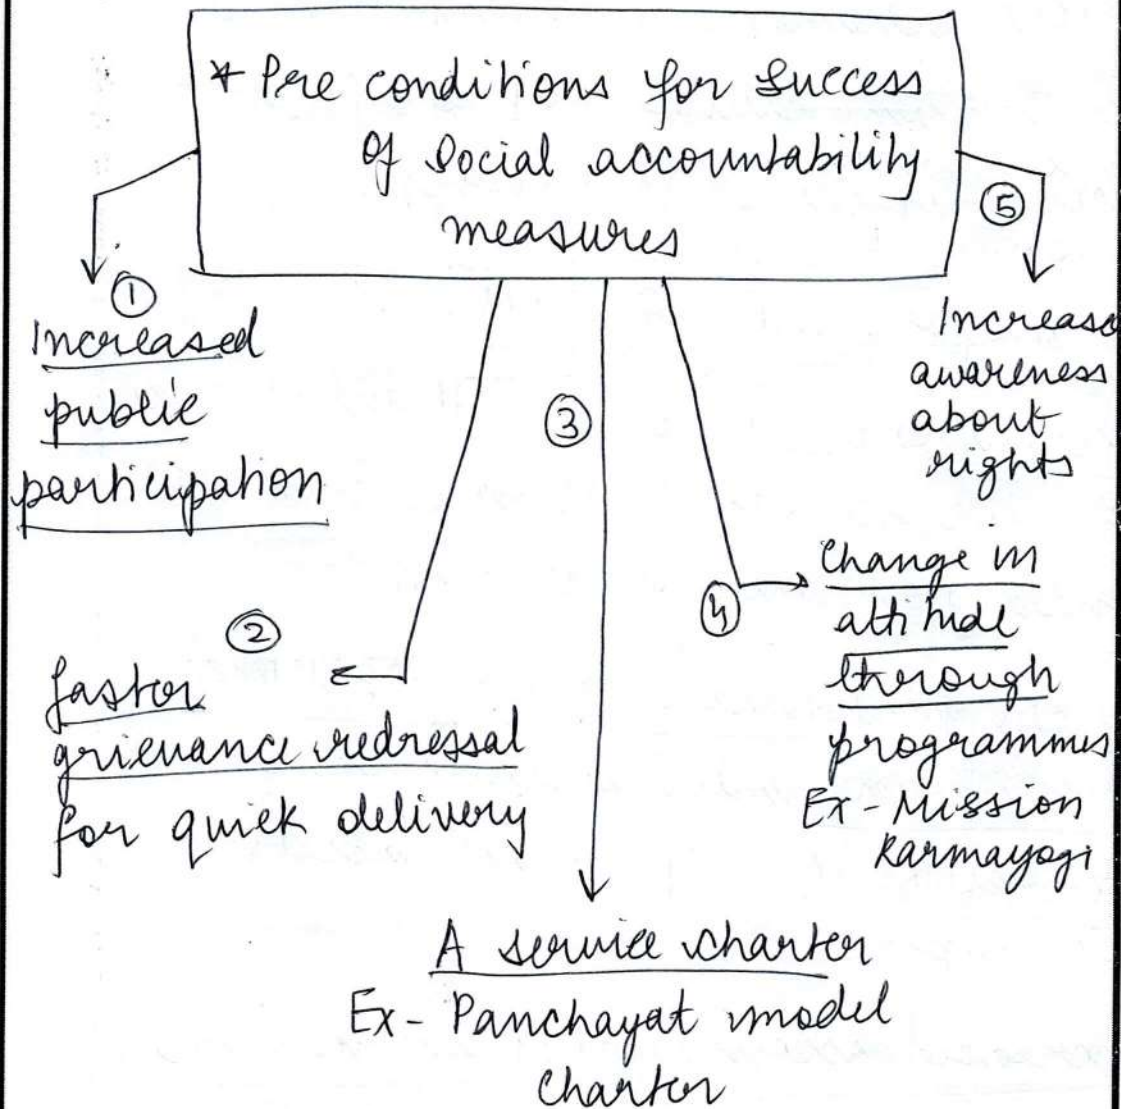 * Pre conditions for success
of social accountability
measures
①
Increased
public
participation
②
faster
grievance redressal
for quick delivery
③
A service charter
Ex- Panchayat model
charter
④
Change in
attitude
through
programmes
Ex- Mission
Karmayogi
⑤
Increase
awareness
about
rights